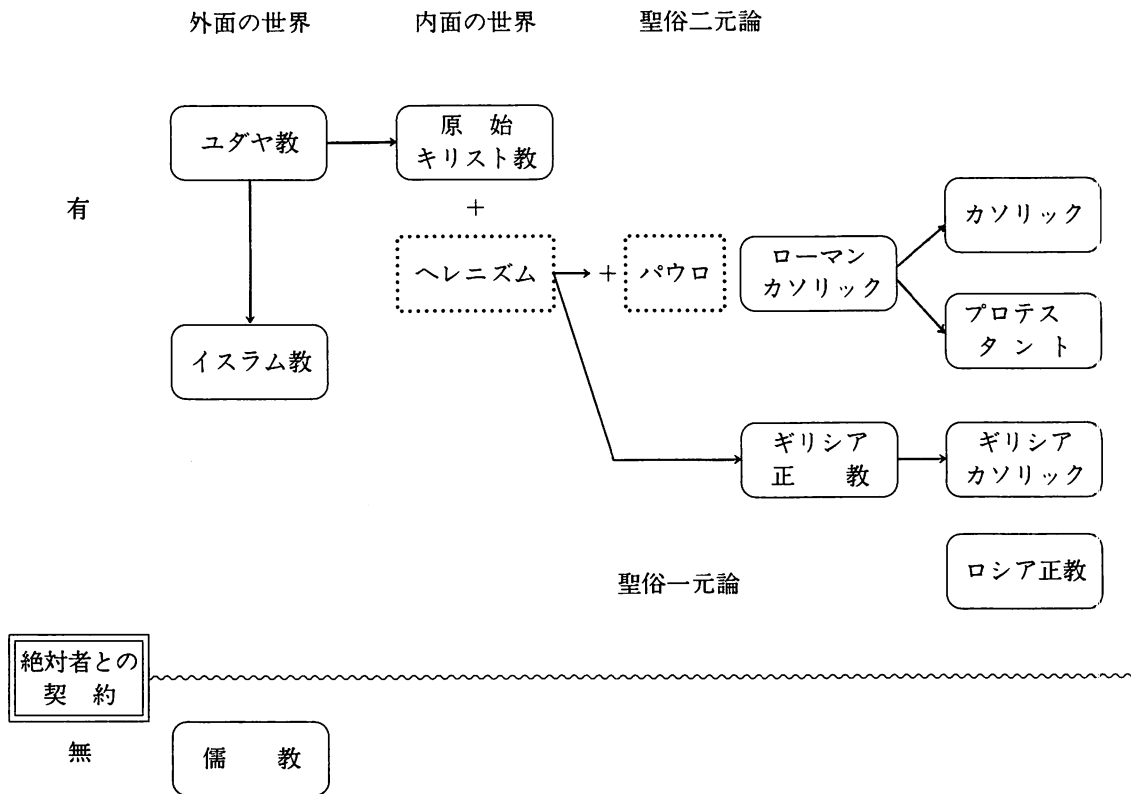 外面の世界 内面の世界 聖俗二元論
ユダヤ教
原始
キリスト教
有
+
カソリック
ヘレニズム
+
パウロ
ローマン
カソリック
プロテス
タント
イスラム教
ギリシア
正教
ギリシア
カソリック
ロシア正教
聖俗一元論
絶対者との
契約
無
儒教